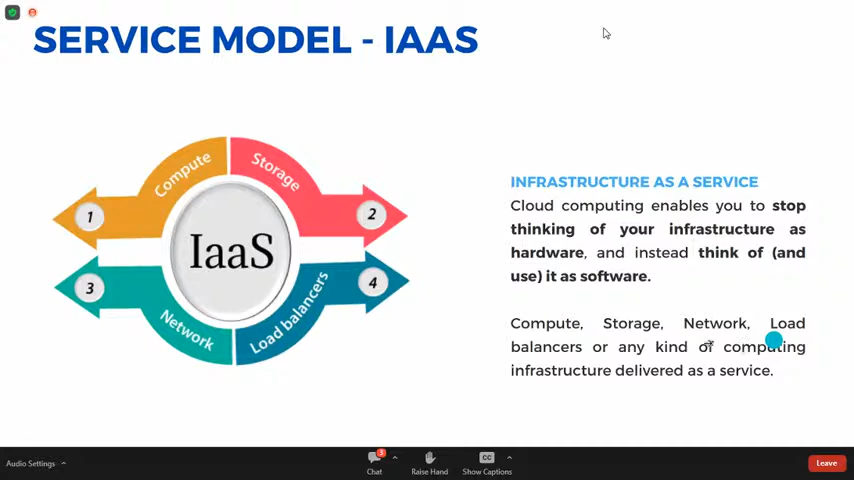 SERVICE MODEL - IAAS
Compute
Storage
1
2
IaaS
3
4
Network
Load balancers
INFRASTRUCTURE AS A SERVICE
Cloud computing enables you to stop
thinking of your infrastructure as
hardware, and instead think of (and
use) it as software.
Compute, Storage, Network, Load
balancers or any kind of computing
infrastructure delivered as a service.
Audio Settings
3
Chat
Raise Hand
CC
Show Captions
Leave